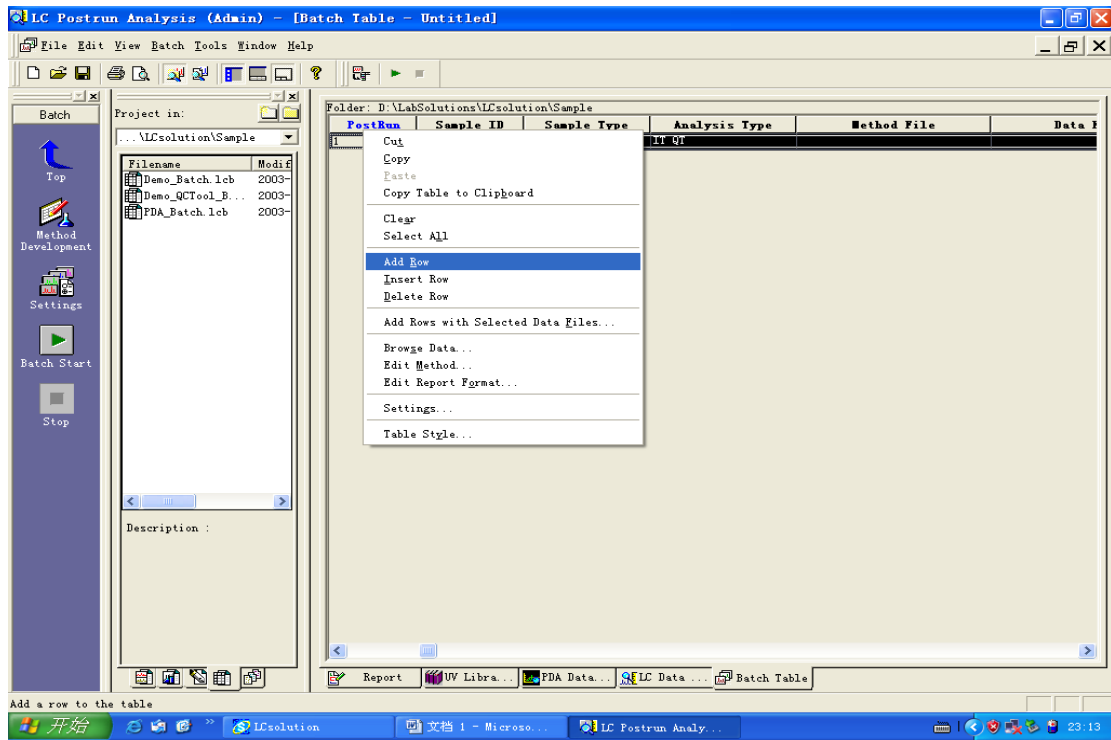 LC Postrun Analysis (Admin) - [Batch Table - Untitled]
File Edit View Batch Tools Window Help
Batch
Top
Method
Development
Settings
Batch Start
Stop
Project in:
...\LCsolution\Sample
Filename Modif
Demo_Batch.lcb 2003-
Demo_QCTool_B... 2003-
PDA_Batch.lcb 2003-
Description :
Folder: D:\LabSolutions\LCsolution\Sample
PostRun Sample ID Sample Type Analysis Type Method File Data F
1 IT QT
Cut
Copy
Paste
Copy Table to Clipboard
Clear
Select All
Add Row
Insert Row
Delete Row
Add Rows with Selected Data Files...
Browse Data...
Edit Method...
Edit Report Format...
Settings...
Table Style...
Report UV Libra... PDA Data... LC Data ... Batch Table
Add a row to the table
开始 LCsolution 文档 1 - Microso... LC Postrun Analy... 23:13